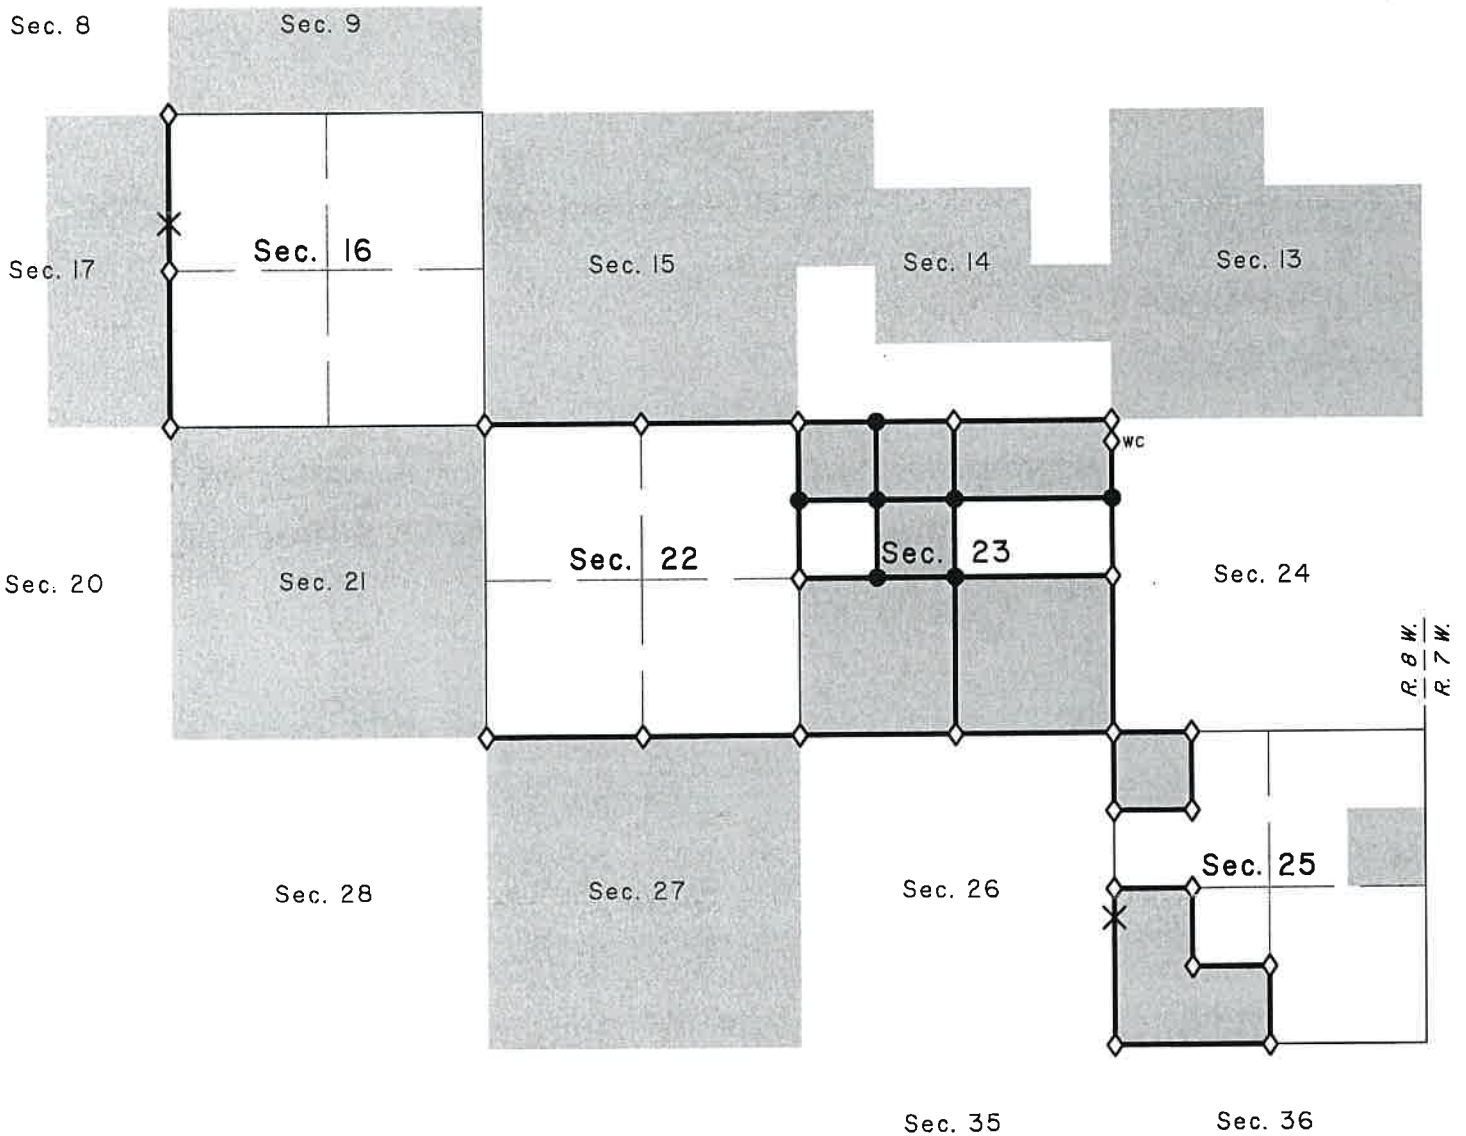 Sec. 8
Sec. 9
Sec. 17
Sec. 16
Sec. 15
Sec. 14
Sec. 13
WC
Sec. 20
Sec. 21
Sec. 22
Sec. 23
Sec. 24
R. 8 W.
R. 7 W.
Sec. 28
Sec. 27
Sec. 26
Sec. 25
Sec. 35
Sec. 36